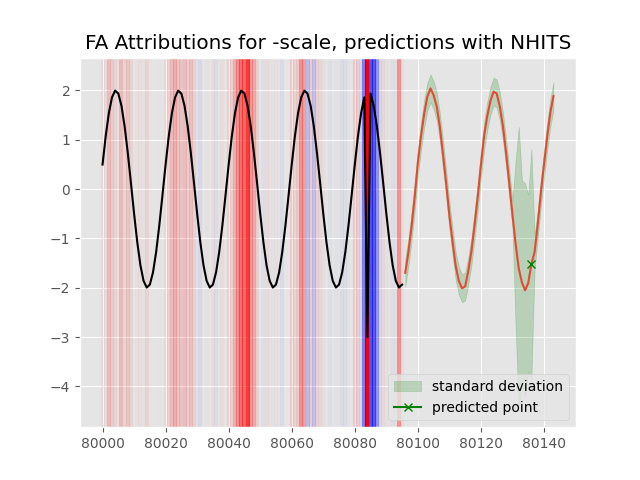 FA Attributions for -scale, predictions with NHITS
2
1
0
−1
−2
−3
−4
standard deviation
predicted point
80000 80020 80040 80060 80080 80100 80120 80140